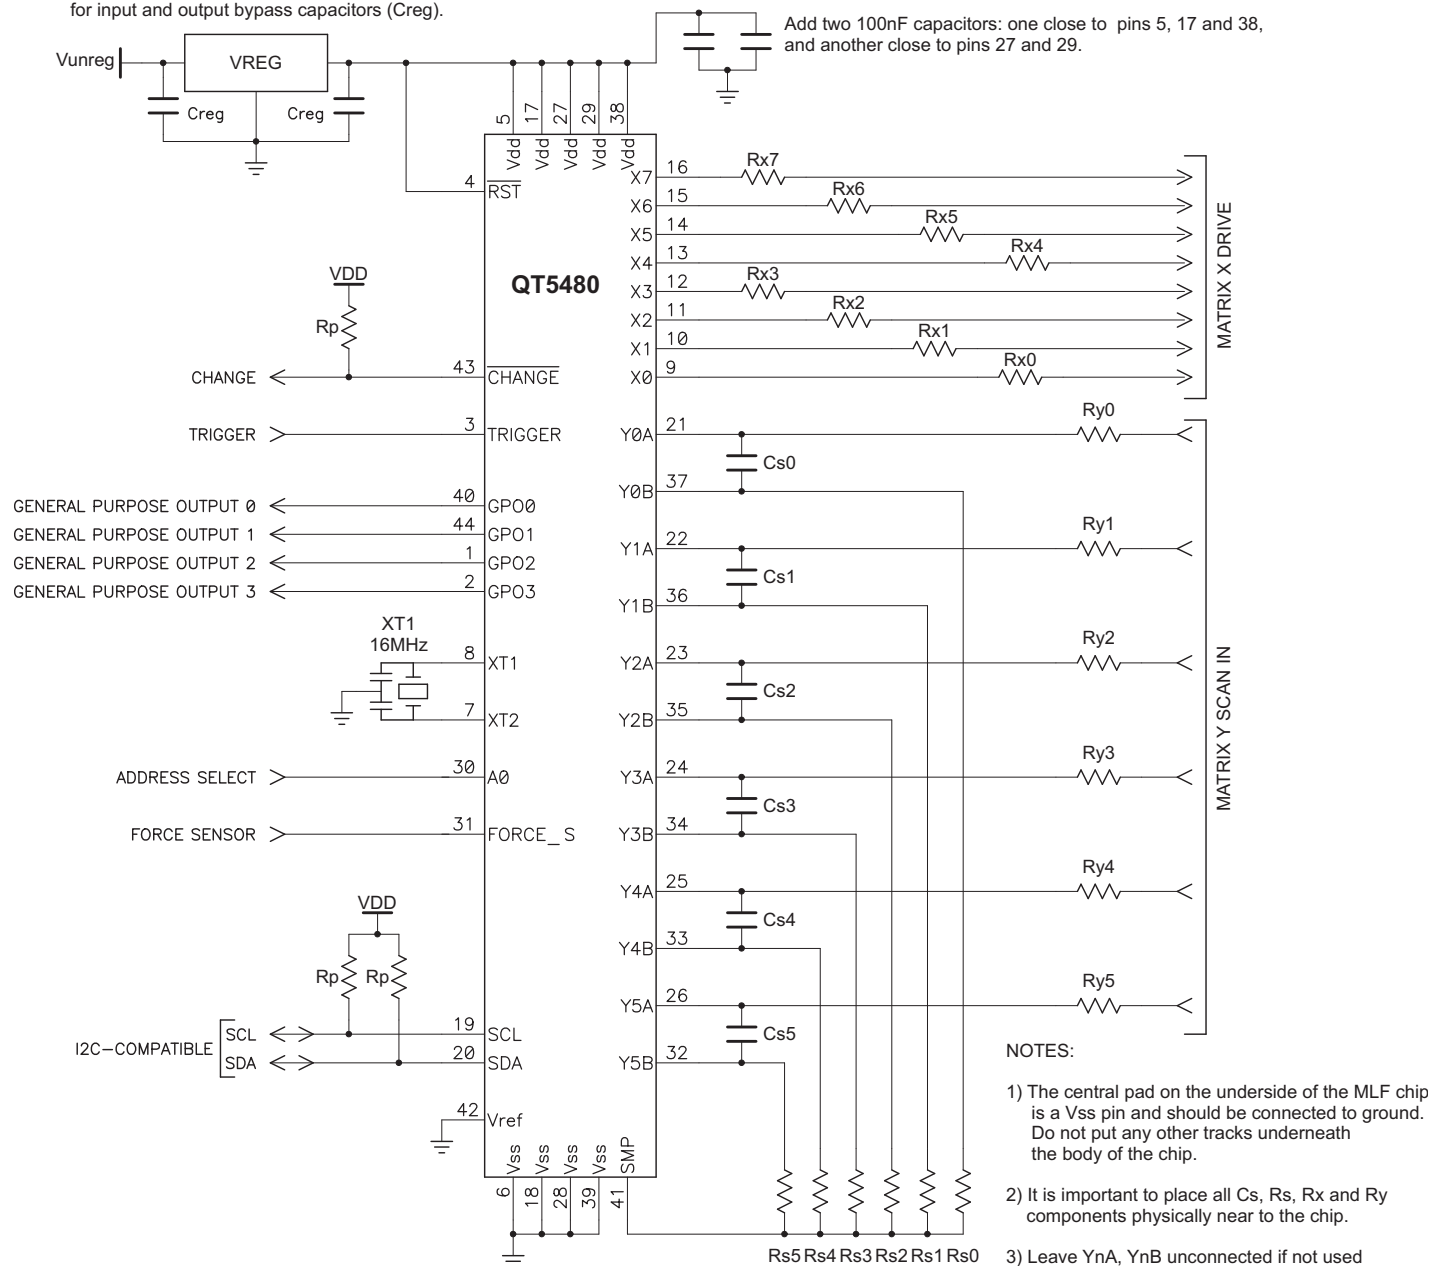 for input and output bypass capacitors (Creg).
Add two 100nF capacitors: one close to pins 5, 17 and 38,
and another close to pins 27 and 29.
Vunreg
VREG
Creg
Creg
5
17
27
29
38
Vdd
Vdd
Vdd
Vdd
Vdd
4
RST
QT5480
X7
16
Rx7
X6
15
Rx6
X5
14
Rx5
X4
13
Rx4
X3
12
Rx3
X2
11
Rx2
X1
10
Rx1
X0
9
Rx0
MATRIX X DRIVE
VDD
Rp
CHANGE
43
CHANGE
TRIGGER
3
TRIGGER
GENERAL PURPOSE OUTPUT 0
40
GPO0
GENERAL PURPOSE OUTPUT 1
44
GPO1
GENERAL PURPOSE OUTPUT 2
1
GPO2
GENERAL PURPOSE OUTPUT 3
2
GPO3
XT1
16MHz
8
XT1
7
XT2
ADDRESS SELECT
30
A0
FORCE SENSOR
31
FORCE_S
VDD
Rp
Rp
I2C-COMPATIBLE
SCL
19
SCL
SDA
20
SDA
42
Vref
Y0A
21
Ry0
Cs0
Y0B
37
Y1A
22
Ry1
Cs1
Y1B
36
Y2A
23
Ry2
Cs2
Y2B
35
Y3A
24
Ry3
Cs3
Y3B
34
Y4A
25
Ry4
Cs4
Y4B
33
Y5A
26
Ry5
Cs5
Y5B
32
MATRIX Y SCAN IN
Vss
Vss
Vss
Vss
SMP
6
18
28
39
41
Rs5 Rs4 Rs3 Rs2 Rs1 Rs0
NOTES:
1) The central pad on the underside of the MLF chip
is a Vss pin and should be connected to ground.
Do not put any other tracks underneath
the body of the chip.
2) It is important to place all Cs, Rs, Rx and Ry
components physically near to the chip.
3) Leave YnA, YnB unconnected if not used